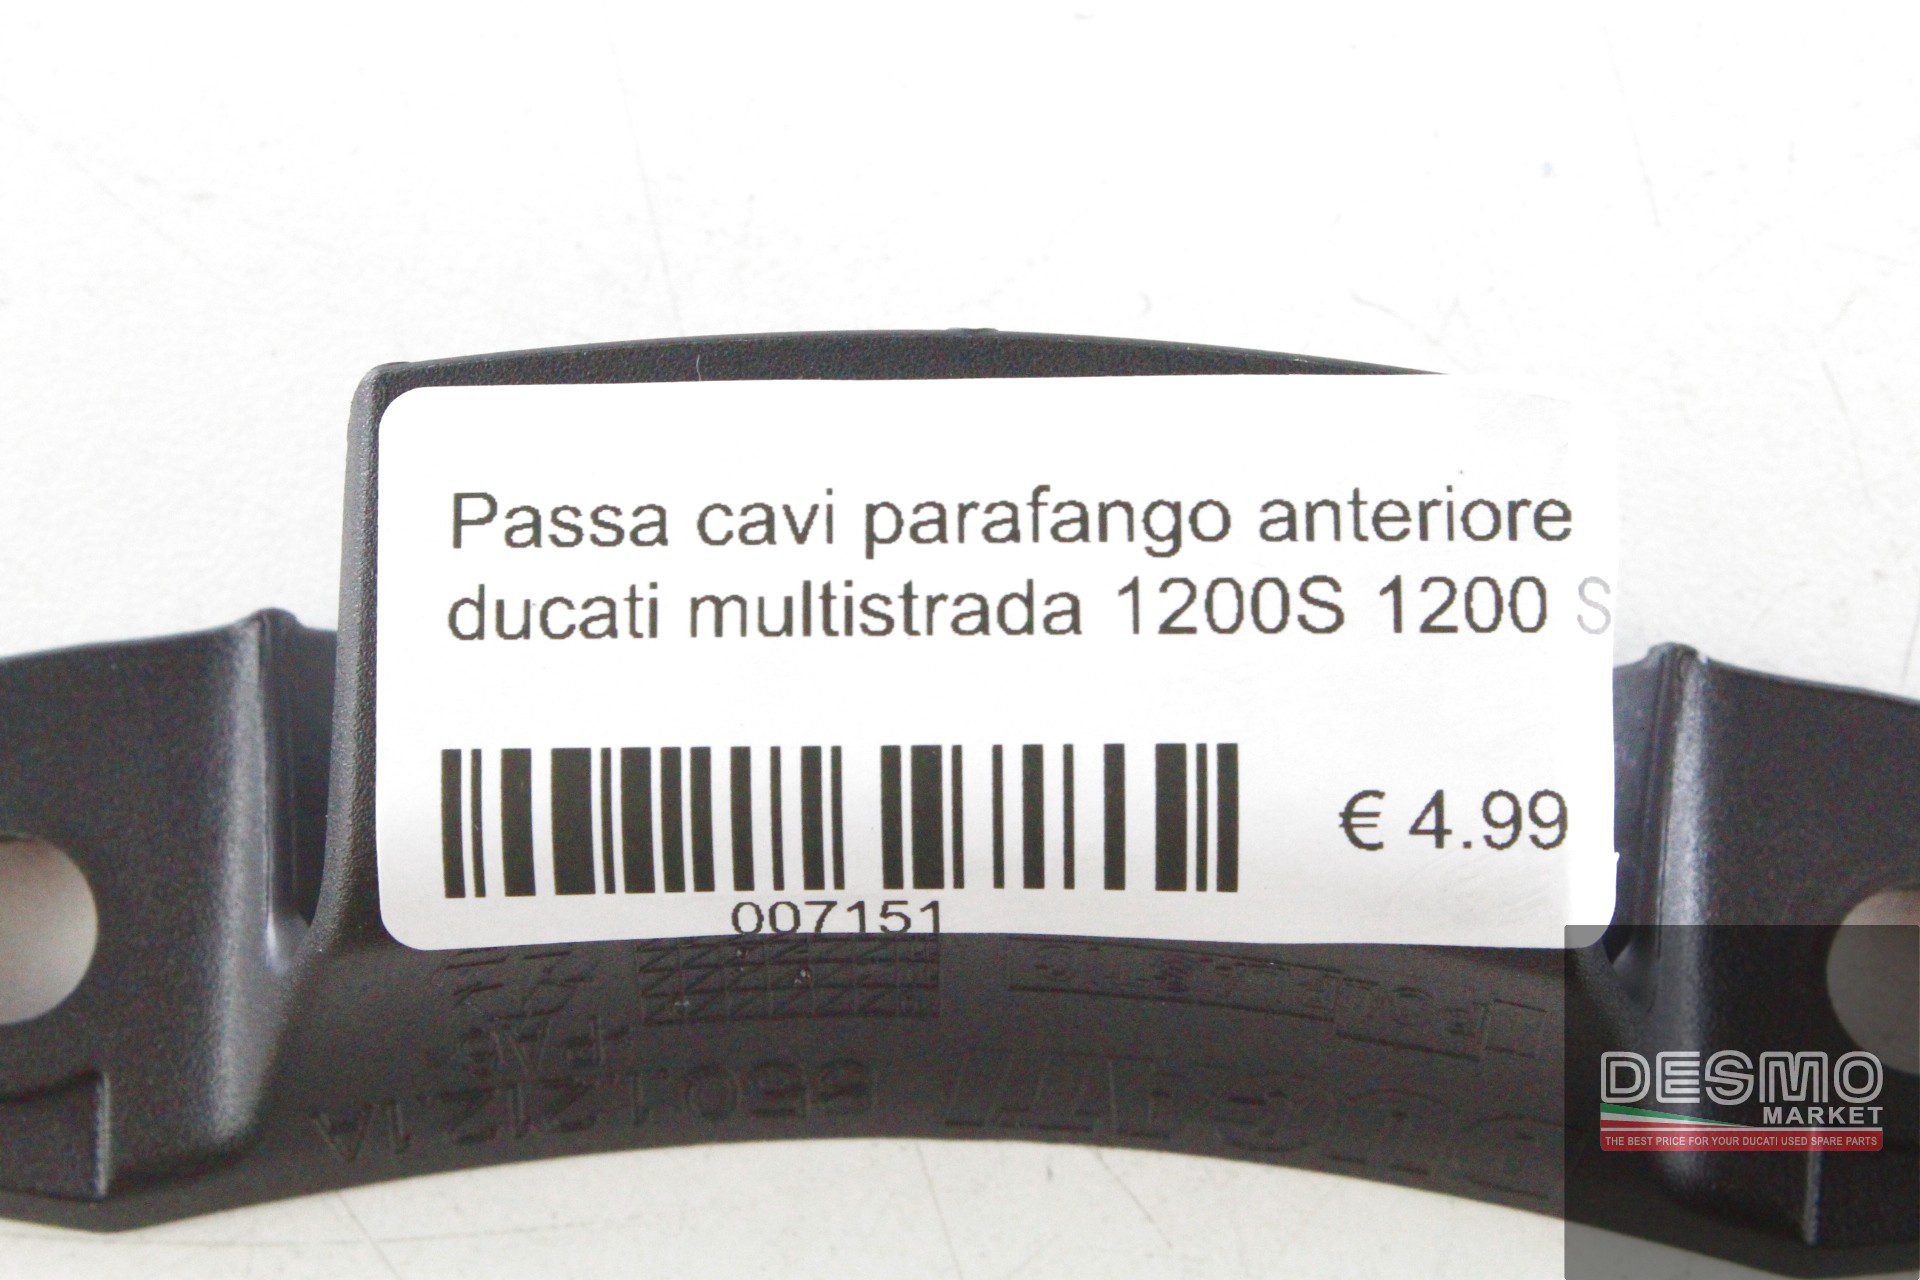 Passa cavi parafango anteriore
ducati multistrada 1200S 1200 S
€ 4.99
007151
DESMO
MARKET
THE BEST PRICE FOR YOUR DUCATI USED SPARE PARTS